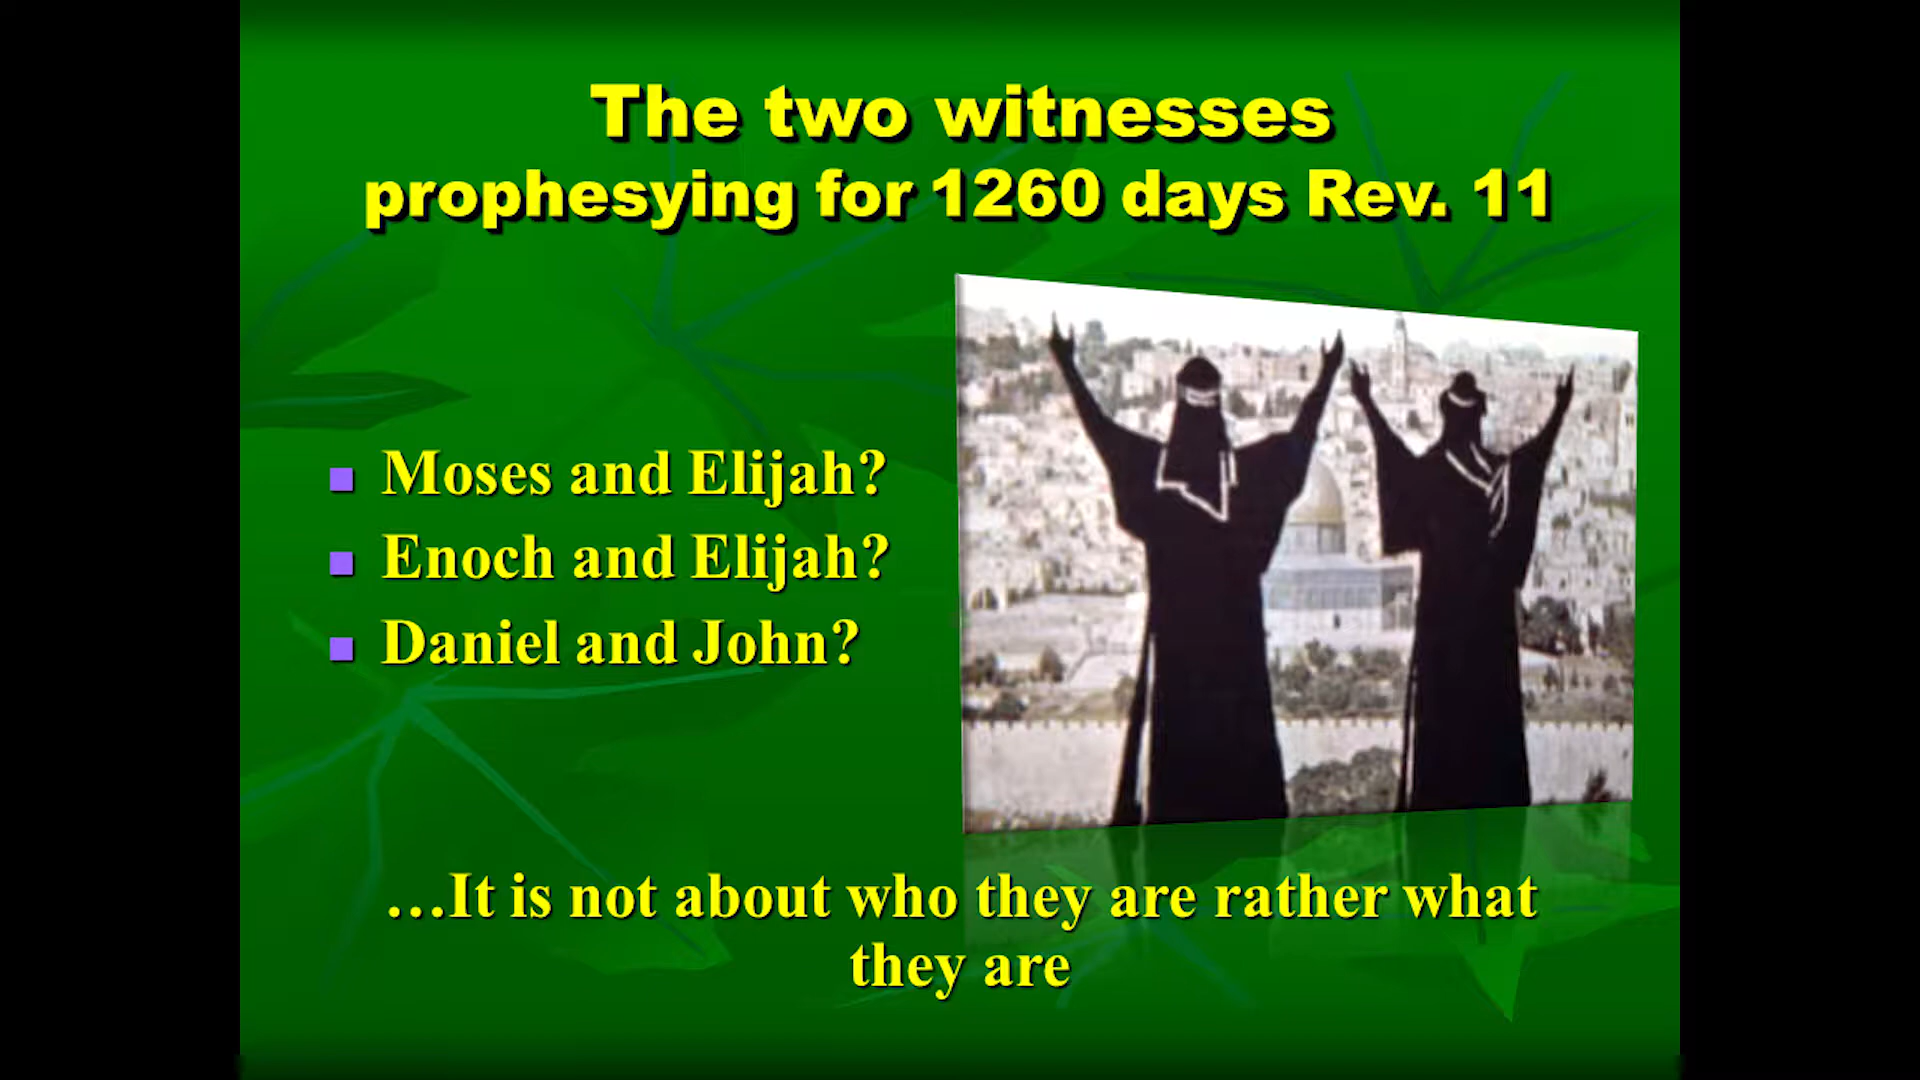 The two witnesses
prophesying for 1260 days Rev. 11
Moses and Elijah?
Enoch and Elijah?
Daniel and John?
…It is not about who they are rather what
they are